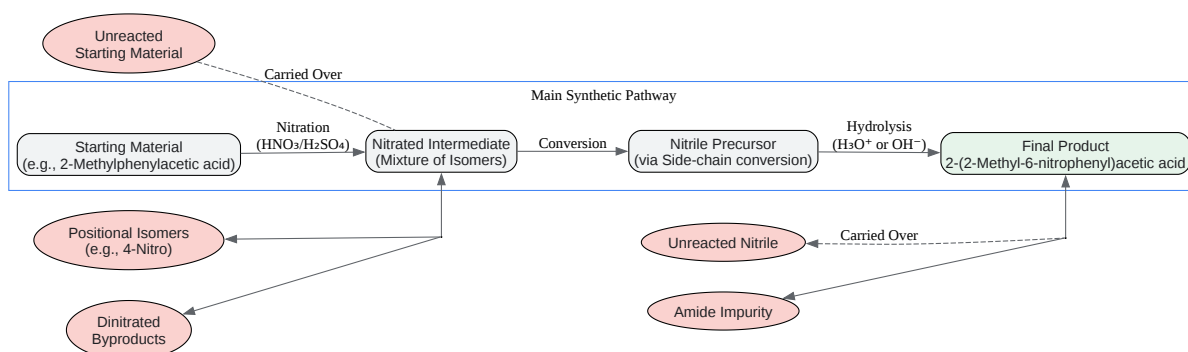 Unreacted
Starting Material
Carried Over
Main Synthetic Pathway
Starting Material
(e.g., 2-Methylphenylacetic acid)
Nitration
(HNO₃/H₂SO₄)
Nitrated Intermediate
(Mixture of Isomers)
Conversion
Nitrile Precursor
(via Side-chain conversion)
Hydrolysis
(H₃O⁺ or OH⁻)
Final Product
2-(2-Methyl-6-nitrophenyl)acetic acid
Positional Isomers
(e.g., 4-Nitro)
Unreacted Nitrile
Carried Over
Dinitrated
Byproducts
Amide Impurity